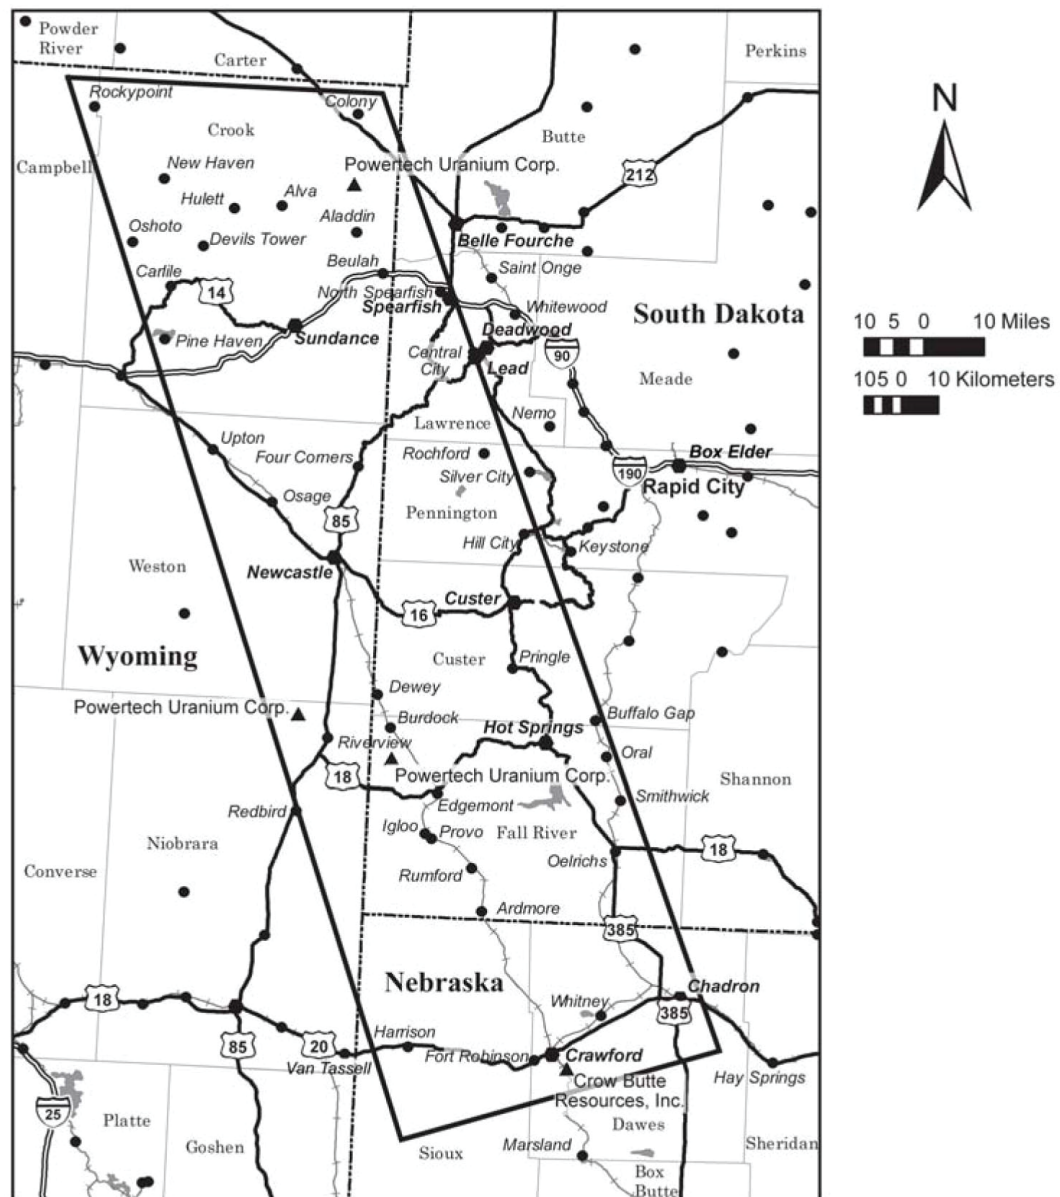 Powder
River
Carter
Perkins
N
Rockypoint
Colony
Crook
Butte
Campbell
New Haven
Powertech Uranium Corp.
212
Hulett
Alva
Aladdin
Oshoto
Devils Tower
Belle Fourche
Beulah
Saint Onge
Carlile
14
North Spearfish
Spearfish
Whitewood
South Dakota
10 5 0 10 Miles
Pine Haven
Sundance
Deadwood
Central
City
Lead
90
Meade
105 0 10 Kilometers
Nemo
Lawrence
Upton
Four Corners
Rochford
Silver City
Box Elder
190
Rapid City
Osage
85
Pennington
Hill City
Keystone
Weston
Newcastle
16
Custer
Wyoming
Custer
Pringle
Dewey
Powertech Uranium Corp.
Burdock
Hot Springs
Buffalo Gap
Riverview
Oral
18
Powertech Uranium Corp.
Shannon
Redbird
Edgemont
Smithwick
Igloo
Provo
Fall River
Niobrara
Oelrichs
18
Converse
Rumford
Ardmore
385
Nebraska
Chadron
18
Whitney
385
Harrison
85
20
Fort Robinson
Crawford
Van Tassell
Hay Springs
Crow Butte
Resources, Inc.
25
Platte
Dawes
Goshen
Sioux
Marsland
Sheridan
Box
Butte